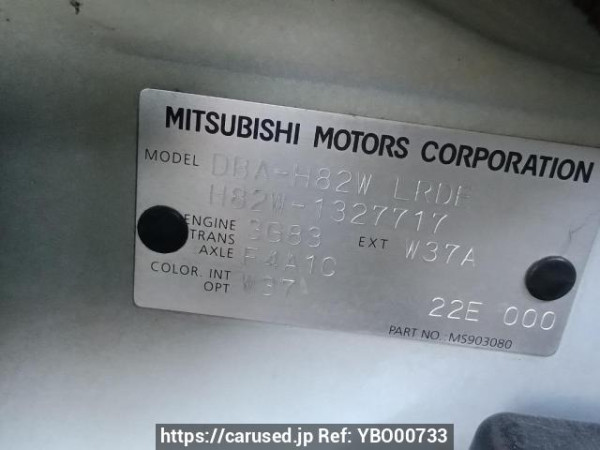 MITSUBISHI MOTORS CORPORATION
MODEL DBA-H82W LRDF
H82W-1327717
ENGINE 3GB3
TRANS AXLE F4A1C EXT W37A
COLOR. INT
OPT W37A
22E 000
PART NO.: MS903080
https://carused.jp Ref: YBO00733